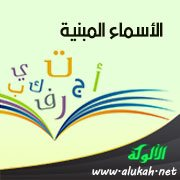 الأسماء المبنية
ت
ي
أ
ج
ك
ب
ف
ر
الألوكة
www.alukah.net